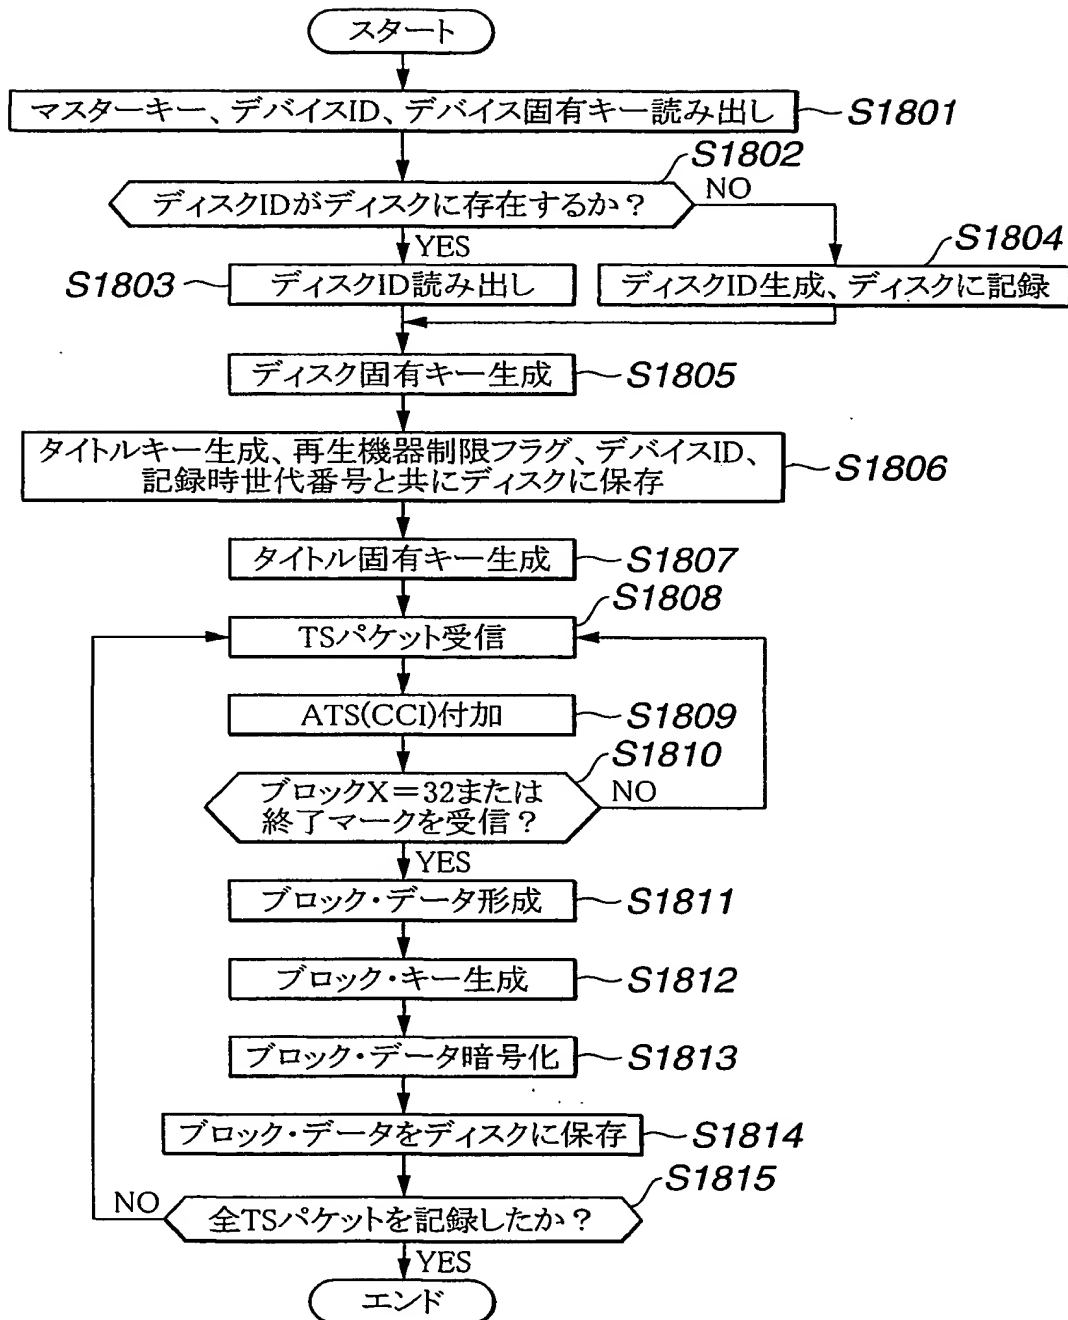 スタート
マスターキー、デバイスID、デバイス固有キー読み出し
S1801
S1802
ディスクIDがディスクに存在するか？
NO
YES
S1804
S1803
ディスクID読み出し
ディスクID生成、ディスクに記録
ディスク固有キー生成
S1805
タイトルキー生成、再生機器制限フラグ、デバイスID、
記録時世代番号と共にディスクに保存
S1806
タイトル固有キー生成
S1807
S1808
TSパケット受信
ATS(CCI)付加
S1809
S1810
ブロックX＝32または
終了マークを受信？
NO
YES
ブロック・データ形成
S1811
ブロック・キー生成
S1812
ブロック・データ暗号化
S1813
ブロック・データをディスクに保存
S1814
S1815
NO
全TSパケットを記録したか？
YES
エンド